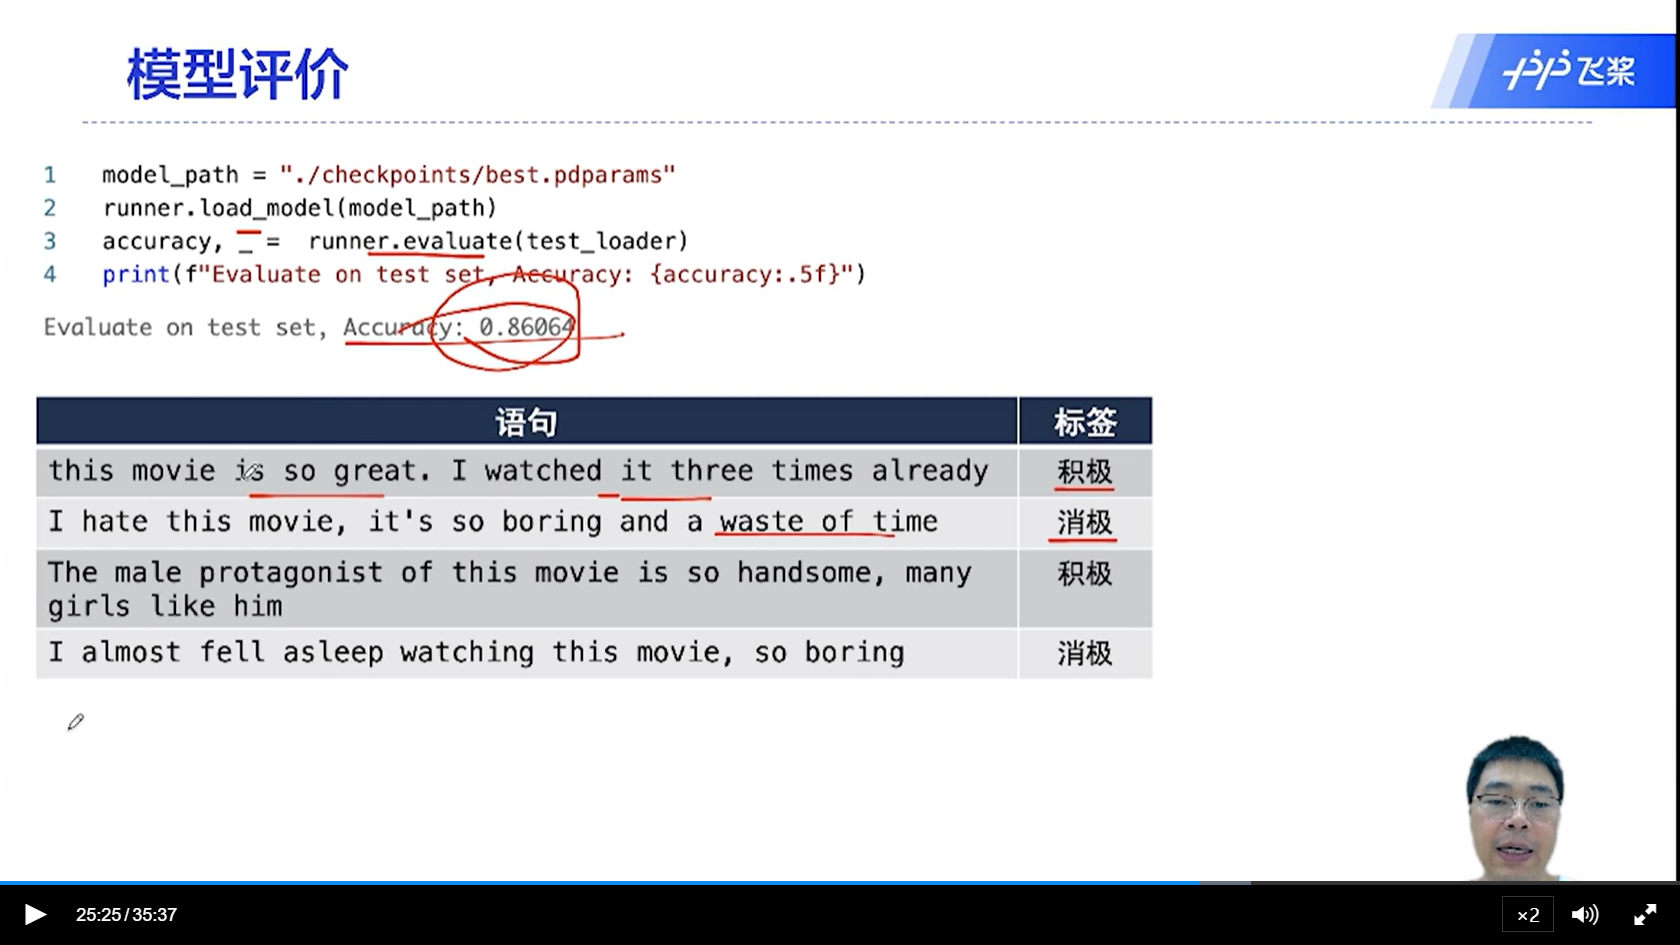 模型评价
飞桨
1 model_path = "./checkpoints/best.pdparams"
2 runner.load_model(model_path)
3 accuracy, _ = runner.evaluate(test_loader)
4 print(f"Evaluate on test set, Accuracy: {accuracy:.5f}")
Evaluate on test set, Accuracy: 0.86064
语句 标签
this movie is so great. I watched it three times already 积极
I hate this movie, it's so boring and a waste of time 消极
The male protagonist of this movie is so handsome, many 积极
girls like him
I almost fell asleep watching this movie, so boring 消极
25:25/35:37 ×2